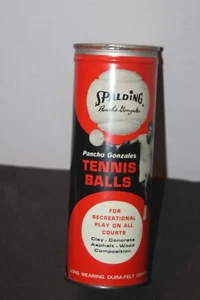 SPALDING
Pancho Gonzales
Pancho Gonzales
TENNIS
BALLS
FOR
RECREATIONAL
PLAY ON ALL
COURTS
Clay - Concrete
Asphalt - Wood
Composition
LONG WEARING DURA-FELT COVER